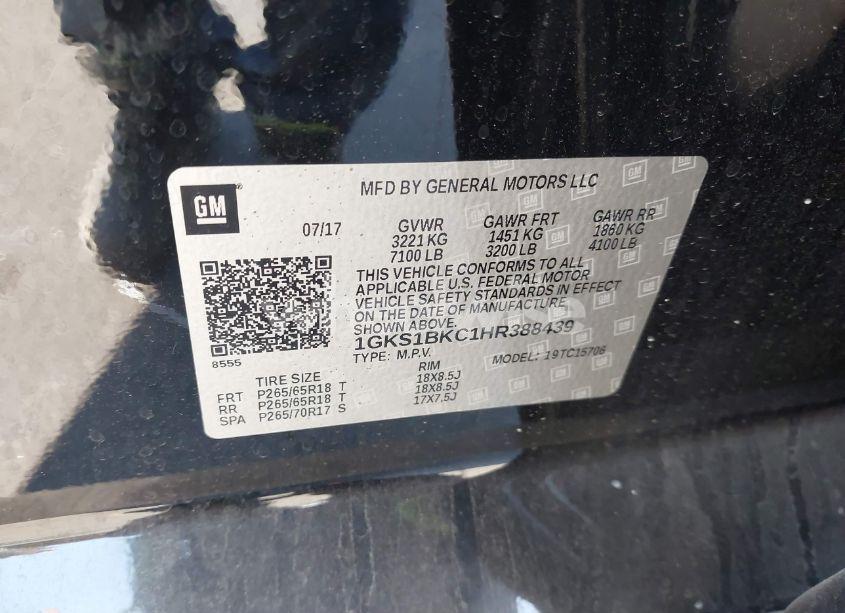 GM
MFD BY GENERAL MOTORS LLC
07/17 GVWR GAWR FRT GAWR RR
3221 KG 1451 KG 1860 KG
7100 LB 3200 LB 4100 LB
THIS VEHICLE CONFORMS TO ALL
APPLICABLE U.S. FEDERAL MOTOR
VEHICLE SAFETY STANDARDS IN EFFECT
ON THE DATE OF MANUFACTURE
SHOWN ABOVE.
1GKS1BKC1HR388439
8555
TYPE: M.P.V. MODEL: 19TC15706
TIRE SIZE RIM
FRT P265/65R18 T 18X8.5J
RR P265/65R18 T 18X8.5J
SPA P265/70R17 S 17X7.5J